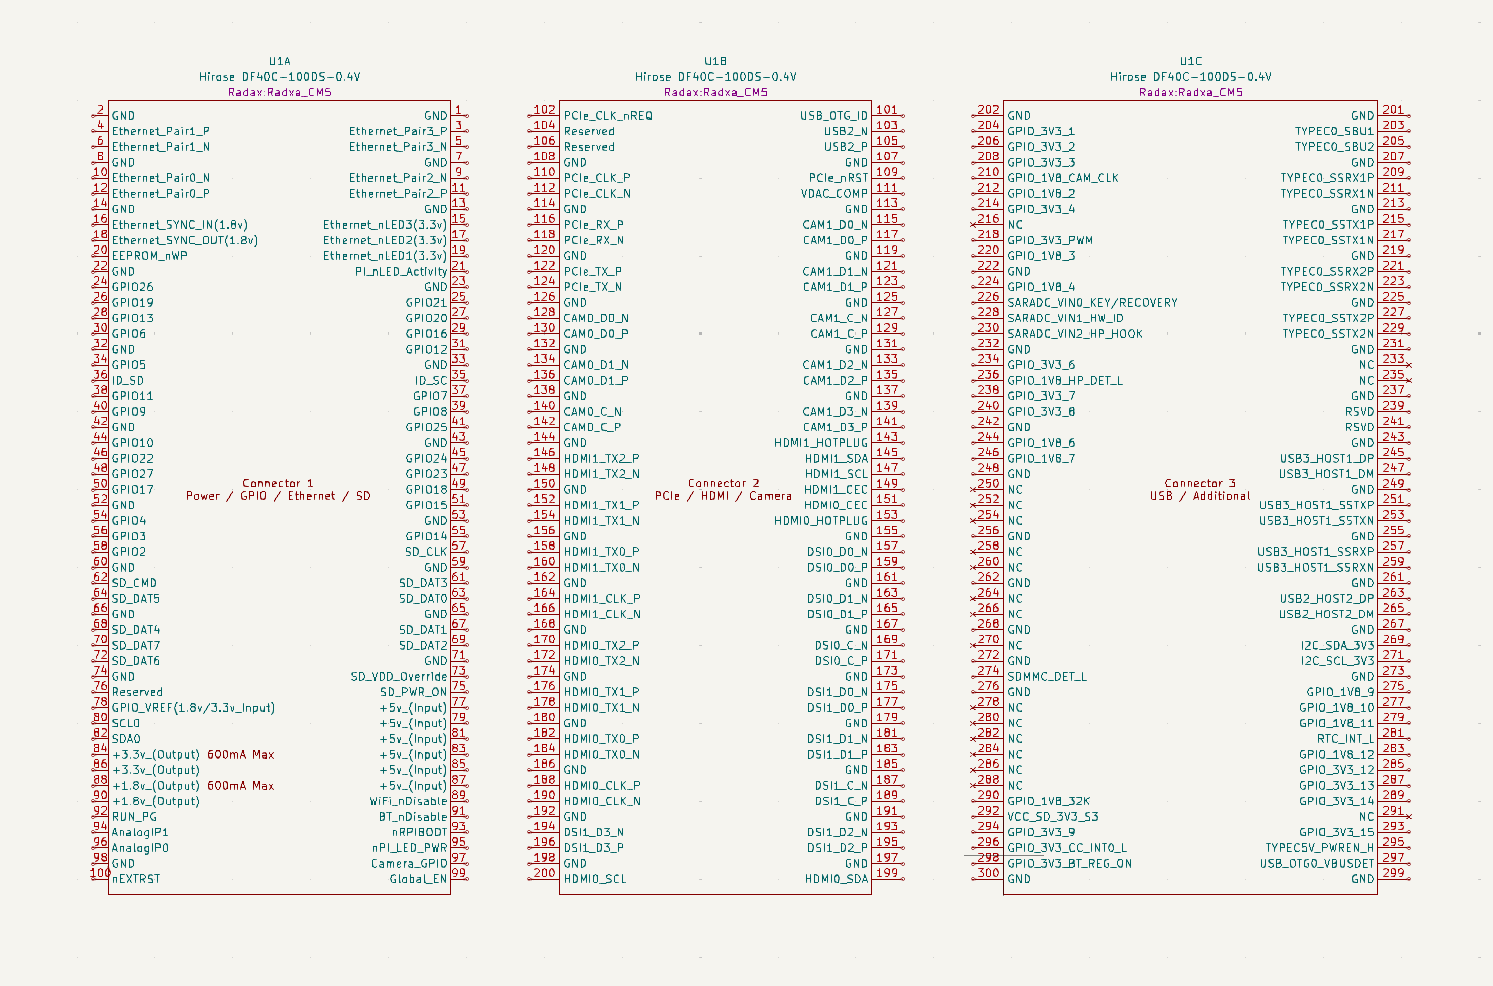 U1A
Hirose DF40C-100DS-0.4V
Radax:Radxa_CM5
2 GND GND 1
4 Ethernet_Pair1_P Ethernet_Pair3_P 3
6 Ethernet_Pair1_N Ethernet_Pair3_N 5
8 GND GND 7
10 Ethernet_Pair0_N Ethernet_Pair2_N 9
12 Ethernet_Pair0_P Ethernet_Pair2_P 11
14 GND GND 13
16 Ethernet_SYNC_IN(1.8v) Ethernet_nLED3(3.3v) 15
18 Ethernet_SYNC_OUT(1.8v) Ethernet_nLED2(3.3v) 17
20 EEPROM_nWP Ethernet_nLED1(3.3v) 19
22 GND PI_nLED_Activity 21
24 GPIO26 GND 23
26 GPIO19 GPIO21 25
28 GPIO13 GPIO20 27
30 GPIO6 GPIO16 29
32 GND GPIO12 31
34 GPIO5 GND 33
36 ID_SD ID_SC 35
38 GPIO11 GPIO7 37
40 GPIO9 GPIO8 39
42 GND GPIO25 41
44 GPIO10 GND 43
46 GPIO22 GPIO24 45
48 GPIO27 GPIO23 47
50 GPIO17 GPIO18 49
Connector 1
Power / GPIO / Ethernet / SD
52 GND GPIO15 51
54 GPIO4 GND 53
56 GPIO3 GPIO14 55
58 GPIO2 SD_CLK 57
60 GND GND 59
62 SD_CMD SD_DAT3 61
64 SD_DAT5 SD_DAT0 63
66 GND GND 65
68 SD_DAT4 SD_DAT1 67
70 SD_DAT7 SD_DAT2 69
72 SD_DAT6 GND 71
74 GND SD_VDD_Override 73
76 Reserved SD_PWR_ON 75
78 GPIO_VREF(1.8v/3.3v_Input) +5v_(Input) 77
80 SCL0 +5v_(Input) 79
82 SDA0 +5v_(Input) 81
84 +3.3v_(Output) 600mA Max +5v_(Input) 83
86 +3.3v_(Output) +5v_(Input) 85
88 +1.8v_(Output) 600mA Max +5v_(Input) 87
90 +1.8v_(Output) WiFi_nDisable 89
92 RUN_PG BT_nDisable 91
94 AnalogIP1 nRPIBOOT 93
96 AnalogIP0 nPI_LED_PWR 95
98 GND Camera_GPIO 97
100 nEXTRST Global_EN 99
U1B
Hirose DF40C-100DS-0.4V
Radax:Radxa_CM5
102 PCIe_CLK_nREQ USB_OTG_ID 101
104 Reserved USB2_N 103
106 Reserved USB2_P 105
108 GND GND 107
110 PCIe_CLK_P PCIe_nRST 109
112 PCIe_CLK_N VDAC_COMP 111
114 GND GND 113
116 PCIe_RX_P CAM1_D0_N 115
118 PCIe_RX_N CAM1_D0_P 117
120 GND GND 119
122 PCIe_TX_P CAM1_D1_N 121
124 PCIe_TX_N CAM1_D1_P 123
126 GND GND 125
128 CAM0_D0_N CAM1_C_N 127
130 CAM0_D0_P CAM1_C_P 129
132 GND GND 131
134 CAM0_D1_N CAM1_D2_N 133
136 CAM0_D1_P CAM1_D2_P 135
138 GND GND 137
140 CAM0_C_N CAM1_D3_N 139
142 CAM0_C_P CAM1_D3_P 141
144 GND HDMI1_HOTPLUG 143
146 HDMI1_TX2_P HDMI1_SDA 145
148 HDMI1_TX2_N HDMI1_SCL 147
150 GND HDMI1_CEC 149
Connector 2
PCIe / HDMI / Camera
152 HDMI1_TX1_P HDMI0_CEC 151
154 HDMI1_TX1_N HDMI0_HOTPLUG 153
156 GND GND 155
158 HDMI1_TX0_P DSI0_D0_N 157
160 HDMI1_TX0_N DSI0_D0_P 159
162 GND GND 161
164 HDMI1_CLK_P DSI0_D1_N 163
166 HDMI1_CLK_N DSI0_D1_P 165
168 GND GND 167
170 HDMI0_TX2_P DSI0_C_N 169
172 HDMI0_TX2_N DSI0_C_P 171
174 GND GND 173
176 HDMI0_TX1_P DSI1_D0_N 175
178 HDMI0_TX1_N DSI1_D0_P 177
180 GND GND 179
182 HDMI0_TX0_P DSI1_D1_N 181
184 HDMI0_TX0_N DSI1_D1_P 183
186 GND GND 185
188 HDMI0_CLK_P DSI1_C_N 187
190 HDMI0_CLK_N DSI1_C_P 189
192 GND GND 191
194 DSI1_D3_N DSI1_D2_N 193
196 DSI1_D3_P DSI1_D2_P 195
198 GND GND 197
200 HDMI0_SCL HDMI0_SDA 199
U1C
Hirose DF40C-100DS-0.4V
Radax:Radxa_CM5
202 GND GND 201
204 GPIO_3V3_1 TYPEC0_SBU1 203
206 GPIO_3V3_2 TYPEC0_SBU2 205
208 GPIO_3V3_3 GND 207
210 GPIO_1V8_CAM_CLK TYPEC0_SSRX1P 209
212 GPIO_1V8_2 TYPEC0_SSRX1N 211
214 GPIO_3V3_4 GND 213
216 NC TYPEC0_SSTX1P 215
218 GPIO_3V3_PWM TYPEC0_SSTX1N 217
220 GPIO_1V8_3 GND 219
222 GND TYPEC0_SSRX2P 221
224 GPIO_1V8_4 TYPEC0_SSRX2N 223
226 SARADC_VIN0_KEY/RECOVERY GND 225
228 SARADC_VIN1_HW_ID TYPEC0_SSTX2P 227
230 SARADC_VIN2_HP_HOOK TYPEC0_SSTX2N 229
232 GND GND 231
234 GPIO_3V3_6 NC 233
236 GPIO_1V8_HP_DET_L NC 235
238 GPIO_3V3_7 GND 237
240 GPIO_3V3_8 RSVD 239
242 GND RSVD 241
244 GPIO_1V8_6 GND 243
246 GPIO_1V8_7 USB3_HOST1_DP 245
248 GND USB3_HOST1_DM 247
250 NC GND 249
Connector 3
USB / Additional
252 NC USB3_HOST1_SSTXP 251
254 NC USB3_HOST1_SSTXN 253
256 GND GND 255
258 NC USB3_HOST1_SSRXP 257
260 NC USB3_HOST1_SSRXN 259
262 GND GND 261
264 NC USB2_HOST2_DP 263
266 NC USB2_HOST2_DM 265
268 GND GND 267
270 NC I2C_SDA_3V3 269
272 GND I2C_SCL_3V3 271
274 SDMMC_DET_L GND 273
276 GND GPIO_1V8_9 275
278 NC GPIO_1V8_10 277
280 NC GPIO_1V8_11 279
282 NC RTC_INT_L 281
284 NC GPIO_1V8_12 283
286 NC GPIO_3V3_12 285
288 NC GPIO_3V3_13 287
290 GPIO_1V8_32K GPIO_3V3_14 289
292 VCC_SD_3V3_S3 NC 291
294 GPIO_3V3_9 GPIO_3V3_15 293
296 GPIO_3V3_CC_INT0_L TYPEC5V_PWREN_H 295
298 GPIO_3V3_BT_REG_ON USB_OTG0_VBUSDET 297
300 GND GND 299